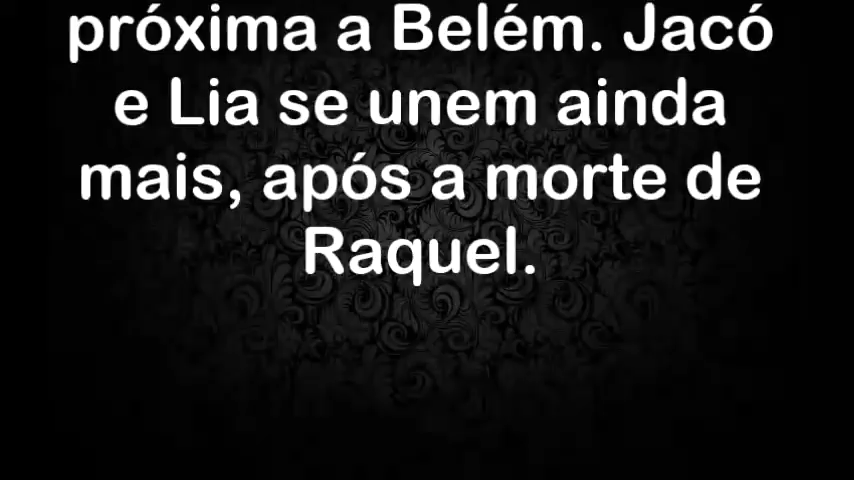 próxima a Belém. Jacó
e Lia se unem ainda
mais, após a morte de
Raquel.